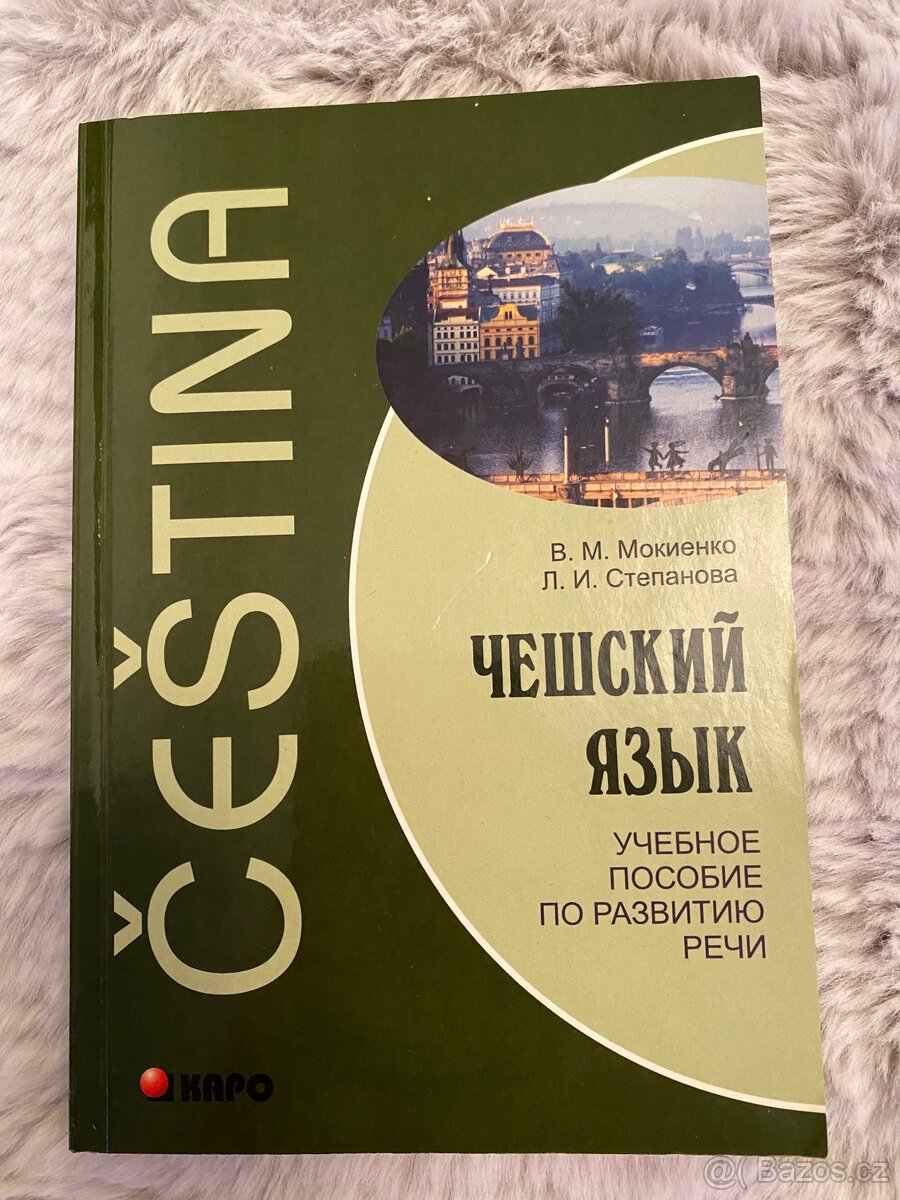 ČEŠTINA
В. М. Мокиенко
Л. И. Степанова
ЧЕШСКИЙ
ЯЗЫК
УЧЕБНОЕ
ПОСОБИЕ
ПО РАЗВИТИЮ
РЕЧИ
КАРО
@ Bazos.cz